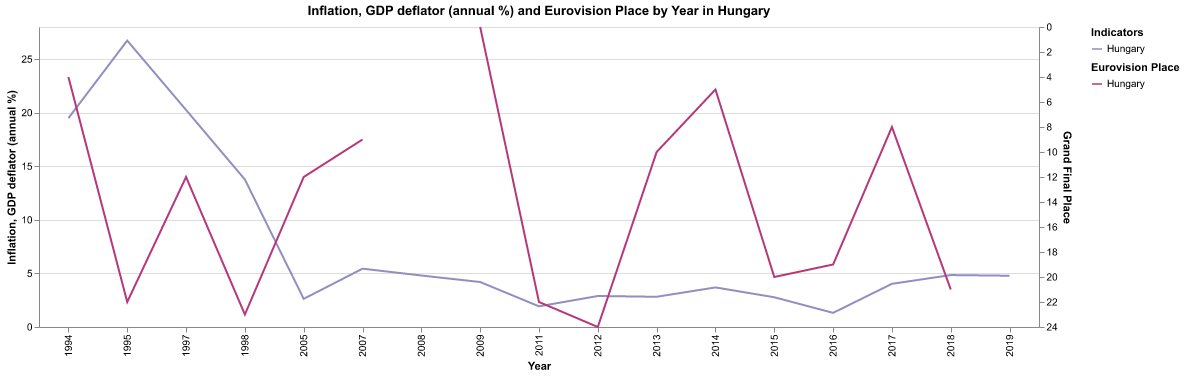 Inflation, GDP deflator (annual %) and Eurovision Place by Year in Hungary
Inflation, GDP deflator (annual %)
25
20
15
10
5
0
1994 1995 1997 1998 2005 2007 2008 2009 2011 2012 2013 2014 2015 2016 2017 2018 2019
Year
0
2
4
6
8
10
12
14
16
18
20
22
24
Grand Final Place
Indicators
Hungary
Eurovision Place
Hungary